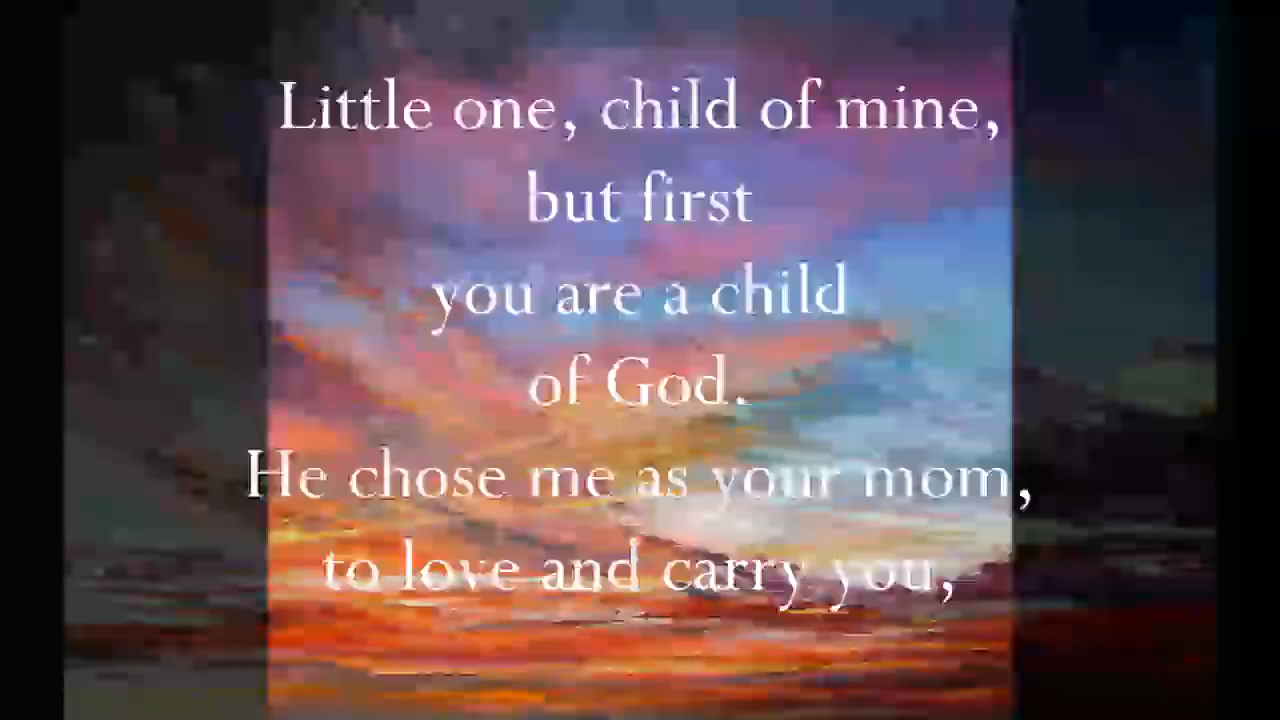 Little one, child of mine,
but first
you are a child
of God.
He chose me as your mom,
to love and carry you,